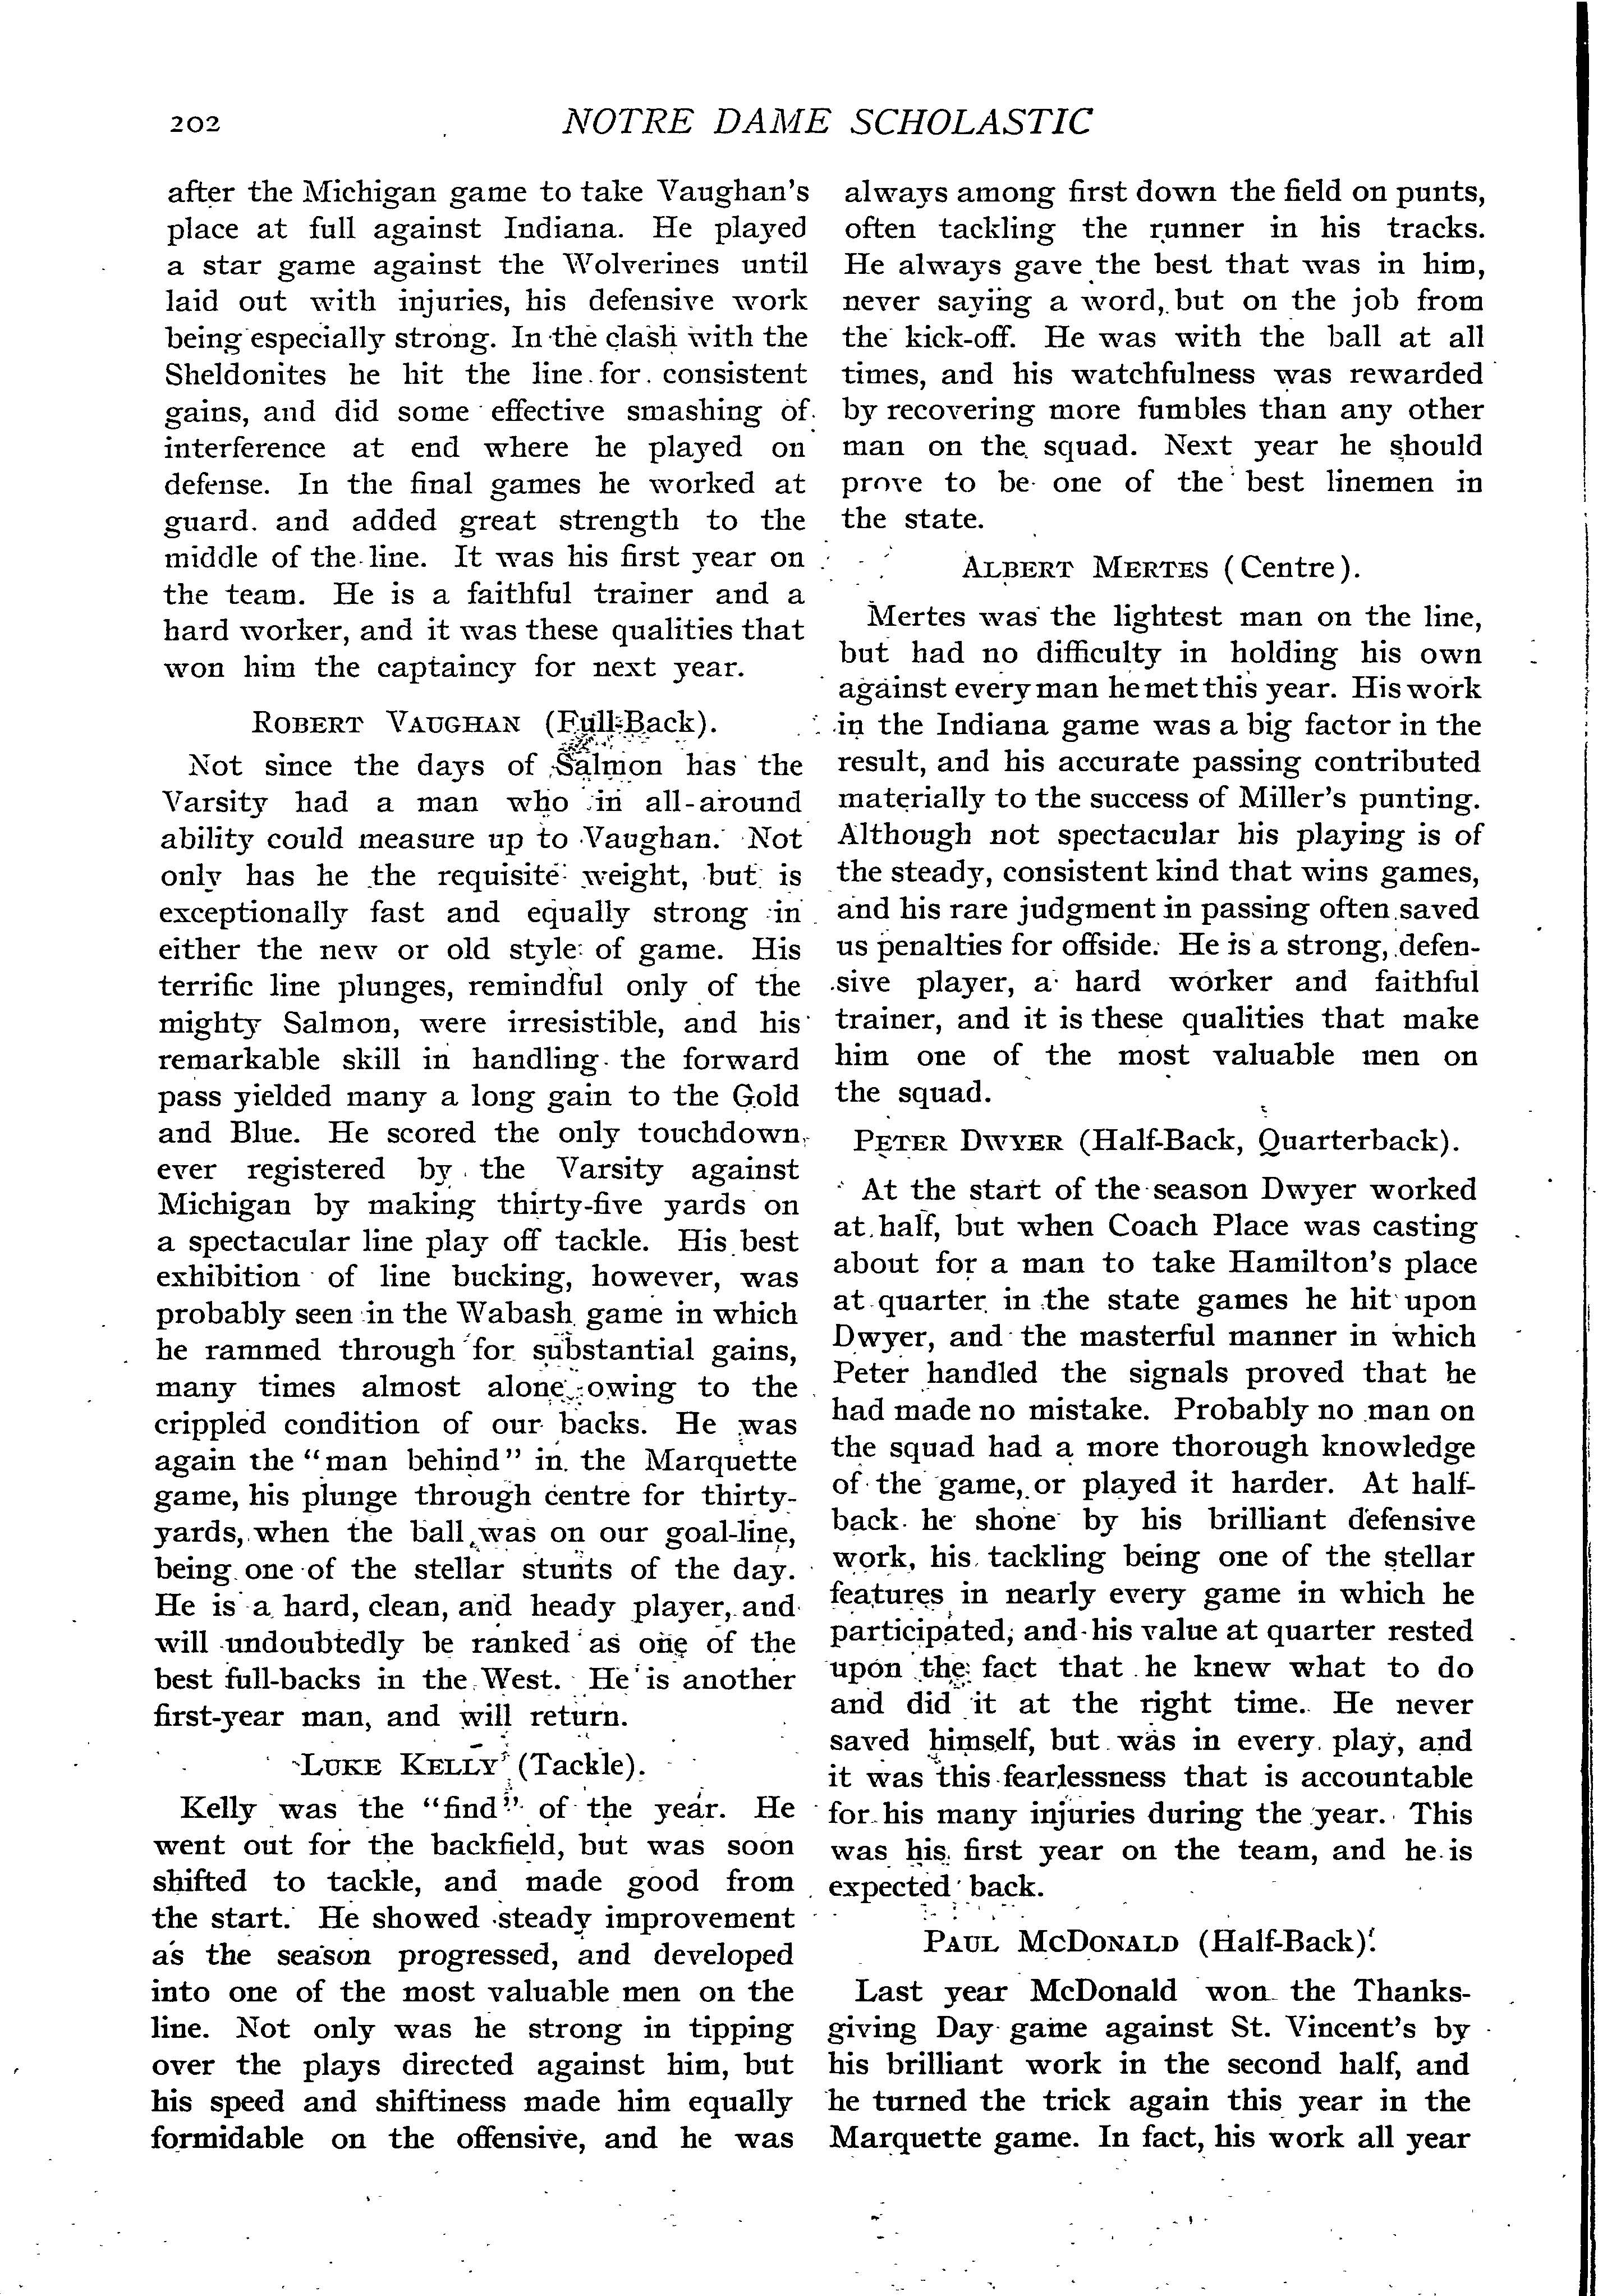 202
NOTRE DAME SCHOLASTIC
after the Michigan game to take Vaughan's
place at full against Indiana. He played
a star game against the Wolverines until
laid out with injuries, his defensive work
being especially strong. In the clash with the
Sheldonites he hit the line for consistent
gains, and did some effective smashing of
interference at end where he played on
defense. In the final games he worked at
guard and added great strength to the
middle of the line. It was his first year on
the team. He is a faithful trainer and a
hard worker, and it was these qualities that
won him the captaincy for next year.
ROBERT VAUGHAN (Full-Back).
Not since the days of Salmon has the
Varsity had a man who in all-around
ability could measure up to Vaughan. Not
only has he the requisite weight, but is
exceptionally fast and equally strong in
either the new or old style of game. His
terrific line plunges, remindful only of the
mighty Salmon, were irresistible, and his
remarkable skill in handling the forward
pass yielded many a long gain to the Gold
and Blue. He scored the only touchdown
ever registered by the Varsity against
Michigan by making thirty-five yards on
a spectacular line play off tackle. His best
exhibition of line bucking, however, was
probably seen in the Wabash game in which
he rammed through for substantial gains,
many times almost alone owing to the
crippled condition of our backs. He was
again the "man behind" in the Marquette
game, his plunge through centre for thirty-
yards, when the ball was on our goal-line,
being one of the stellar stunts of the day.
He is a hard, clean, and heady player, and
will undoubtedly be ranked as one of the
best full-backs in the West. He is another
first-year man, and will return.
LUKE KELLY (Tackle).
Kelly was the "find" of the year. He
went out for the backfield, but was soon
shifted to tackle, and made good from
the start. He showed steady improvement
as the season progressed, and developed
into one of the most valuable men on the
line. Not only was he strong in tipping
over the plays directed against him, but
his speed and shiftiness made him equally
formidable on the offensive, and he was
always among first down the field on punts,
often tackling the runner in his tracks.
He always gave the best that was in him,
never saying a word, but on the job from
the kick-off. He was with the ball at all
times, and his watchfulness was rewarded
by recovering more fumbles than any other
man on the squad. Next year he should
prove to be one of the best linemen in
the state.
ALBERT MERTES (Centre).
Mertes was the lightest man on the line,
but had no difficulty in holding his own
against every man he met this year. His work
in the Indiana game was a big factor in the
result, and his accurate passing contributed
materially to the success of Miller's punting.
Although not spectacular his playing is of
the steady, consistent kind that wins games,
and his rare judgment in passing often saved
us penalties for offside. He is a strong, defen-
sive player, a hard worker and faithful
trainer, and it is these qualities that make
him one of the most valuable men on
the squad.
PETER DWYER (Half-Back, Quarterback).
At the start of the season Dwyer worked
at half, but when Coach Place was casting
about for a man to take Hamilton's place
at quarter in the state games he hit upon
Dwyer, and the masterful manner in which
Peter handled the signals proved that he
had made no mistake. Probably no man on
the squad had a more thorough knowledge
of the game, or played it harder. At half-
back he shone by his brilliant defensive
work, his tackling being one of the stellar
features in nearly every game in which he
participated, and his value at quarter rested
upon the fact that he knew what to do
and did it at the right time. He never
saved himself, but was in every play, and
it was this fearlessness that is accountable
for his many injuries during the year. This
was his first year on the team, and he is
expected back.
PAUL MCDONALD (Half-Back).
Last year McDonald won the Thanks-
giving Day game against St. Vincent's by
his brilliant work in the second half, and
he turned the trick again this year in the
Marquette game. In fact, his work all year